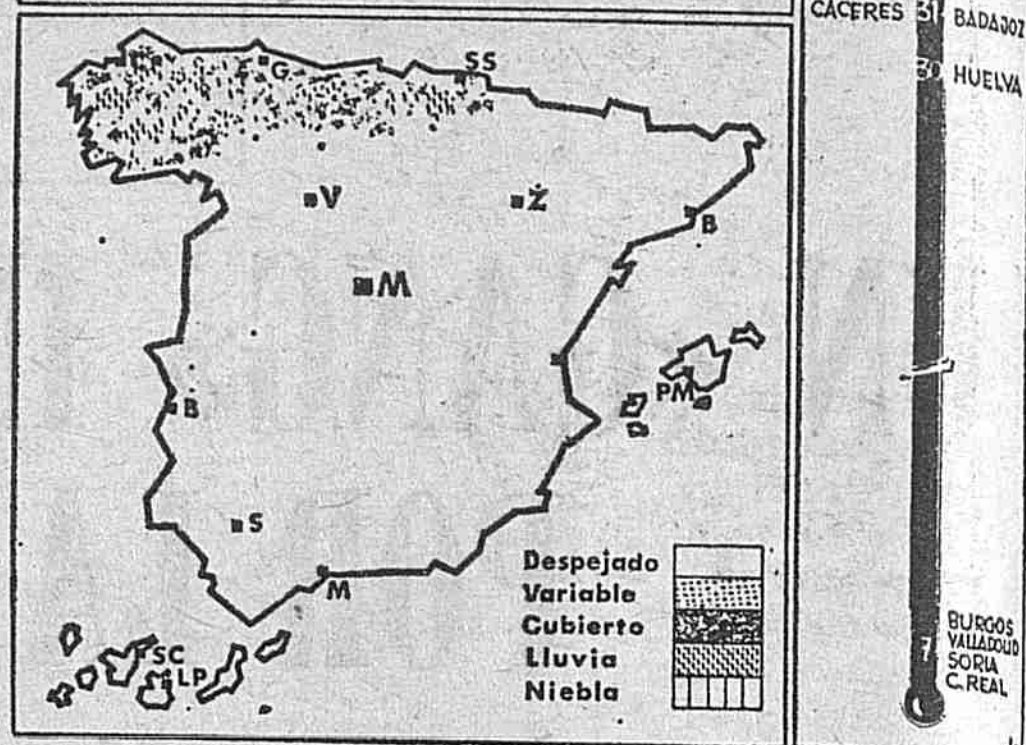 G
SS
V
Z
B
M
B
PM
S
M
SC
LP
Despejado
Variable
Cubierto
Lluvia
Niebla
CACERES 31 BADAJOZ
30 HUELVA
7
BURGOS
VALLADOLID
SORIA
C.REAL